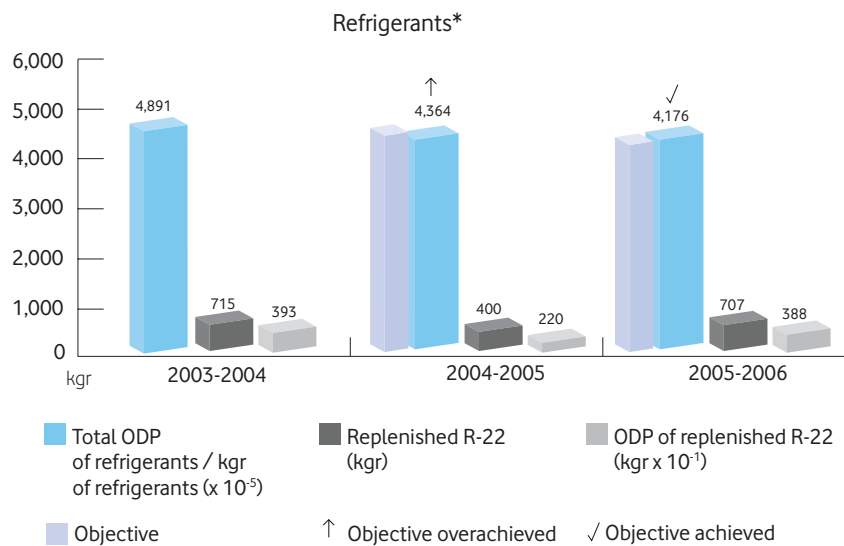 Refrigerants*
6,000
5,000
4,000
3,000
2,000
1,000
0
kgr
4,891
715
393
2003-2004
↑
4,364
400
220
2004-2005
✓
4,176
707
388
2005-2006
Total ODP
of refrigerants / kgr
of refrigerants (x 10⁻⁵)
Replenished R-22
(kgr)
ODP of replenished R-22
(kgr x 10⁻¹)
Objective
↑ Objective overachieved
✓ Objective achieved